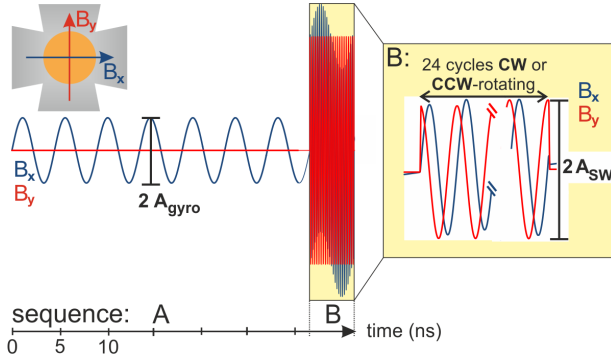 B_y
B_x
B:
24 cycles CW or
CCW-rotating
B_x
B_y
2 A_SW
B_x
B_y
2 A_gyro
sequence: A B
time (ns)
0 5 10